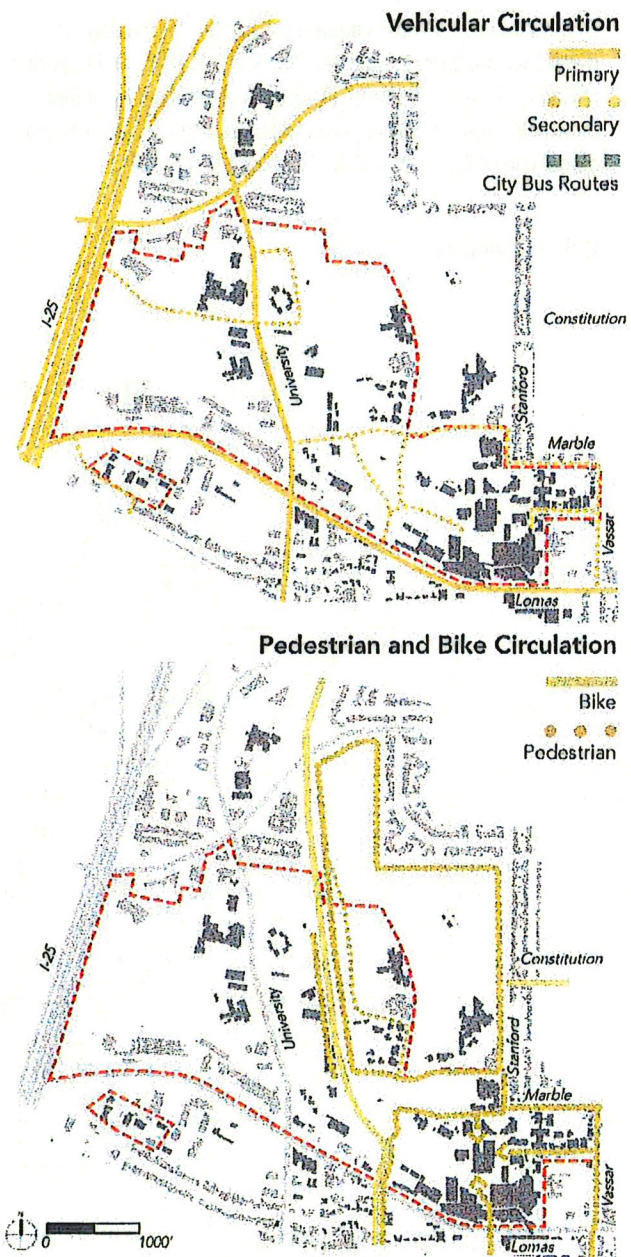 Vehicular Circulation
Primary
Secondary
City Bus Routes
I-25
Constitution
University
Stanford
Marble
Vassar
Lomas
Pedestrian and Bike Circulation
Bike
Pedestrian
I-25
Constitution
University
Stanford
Marble
Vassar
Lomas
N
0 1000'